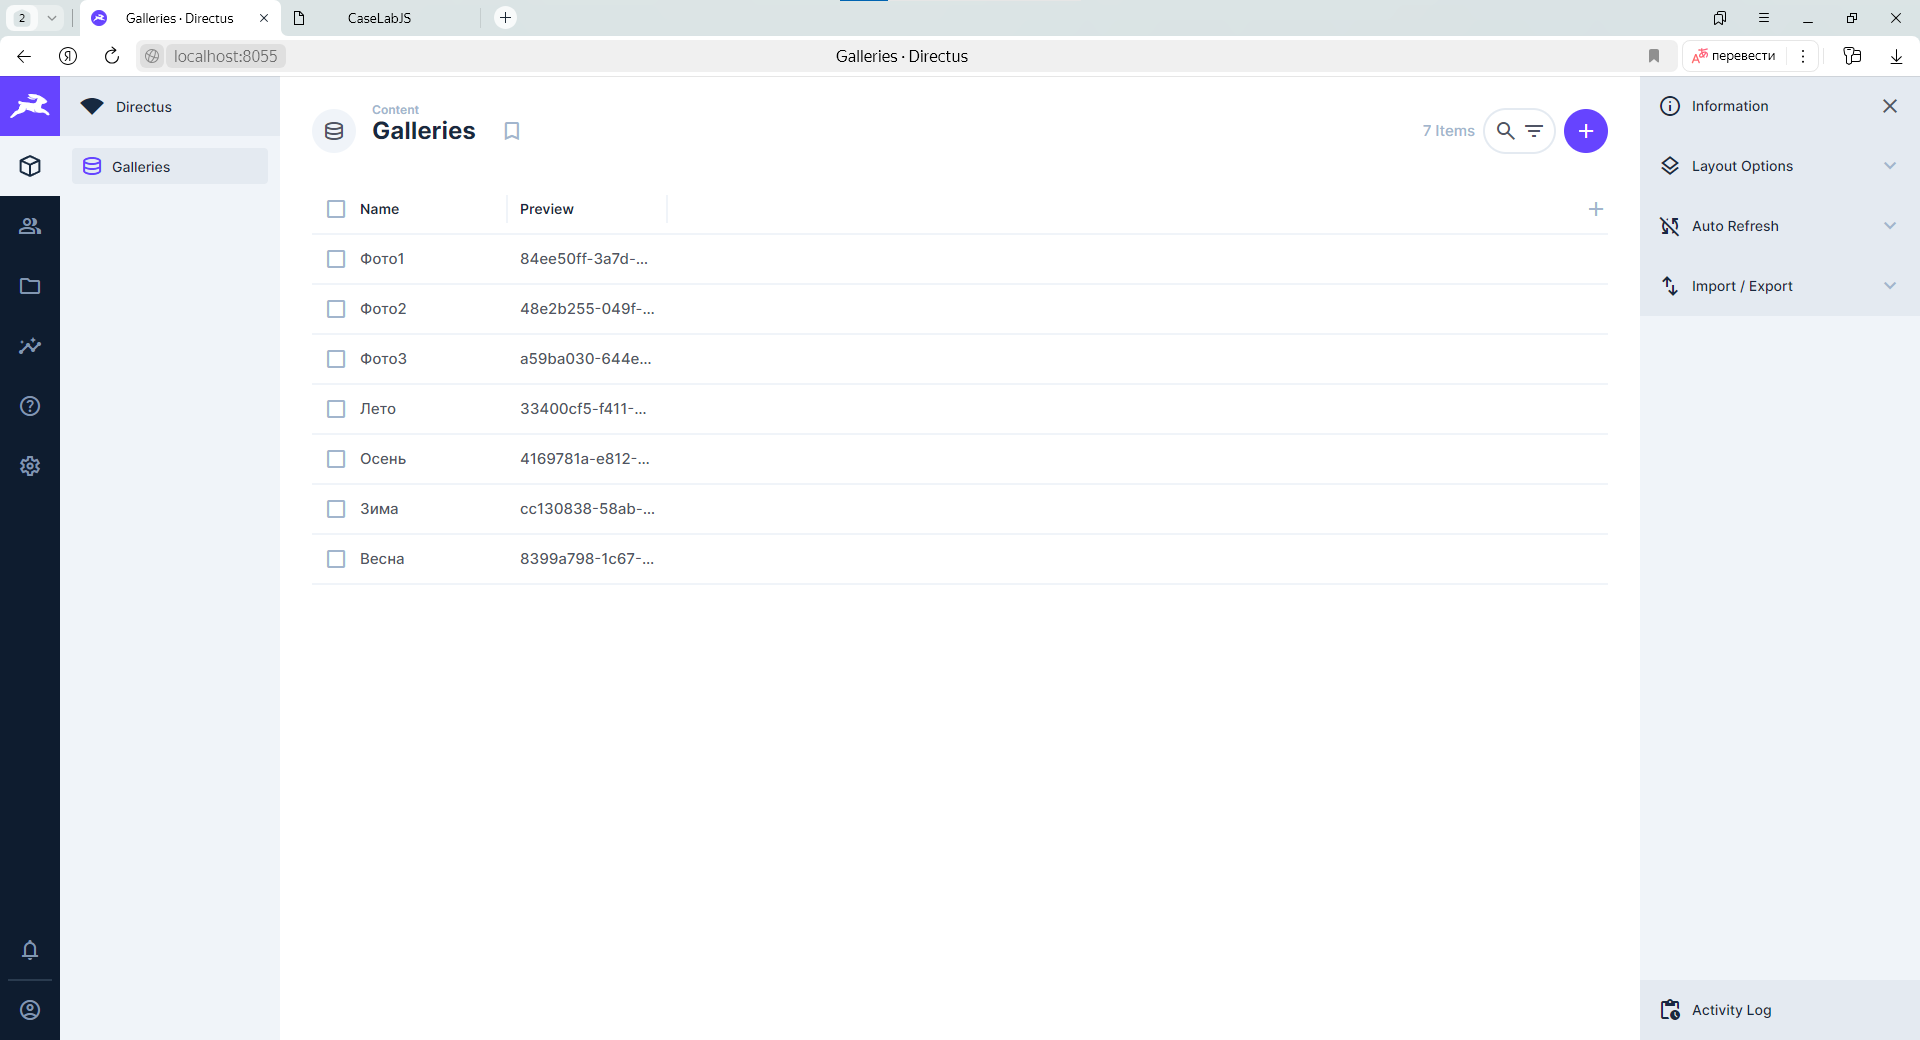 2
Galleries · Directus
CaseLabJS
localhost:8055
Galleries · Directus
перевести
Directus
Galleries
Content
Galleries
7 Items
Name Preview
Фото1 84ee50ff-3a7d-...
Фото2 48e2b255-049f-...
Фото3 a59ba030-644e...
Лето 33400cf5-f411-...
Осень 4169781a-e812-...
Зима cc130838-58ab-...
Весна 8399a798-1c67-...
Information
Layout Options
Auto Refresh
Import / Export
Activity Log